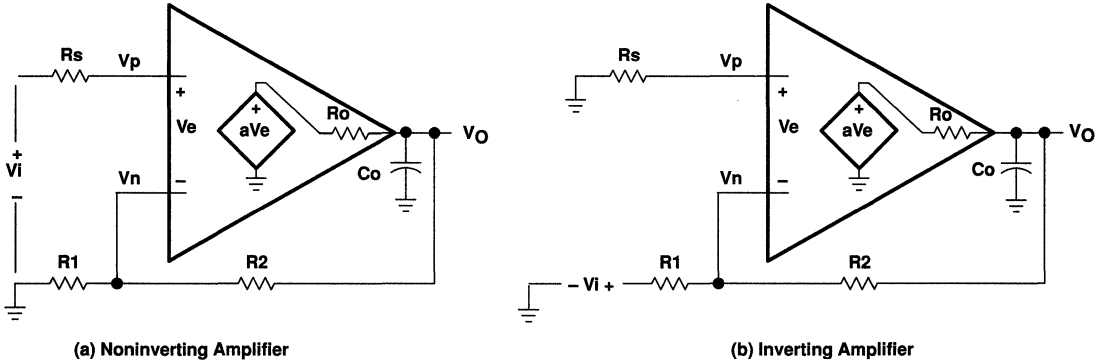 Rs
Vp
+
Ve
−
Vn
+
aVe
Ro
VO
Co
+
Vi
−
R1
R2
(a) Noninverting Amplifier
Rs
Vp
+
Ve
−
Vn
+
aVe
Ro
VO
Co
− Vi +
R1
R2
(b) Inverting Amplifier